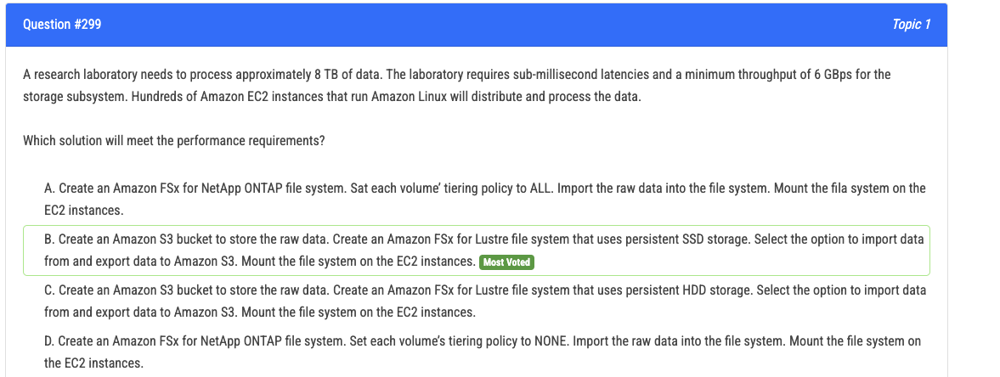 Question #299
Topic 1
A research laboratory needs to process approximately 8 TB of data. The laboratory requires sub-millisecond latencies and a minimum throughput of 6 GBps for the
storage subsystem. Hundreds of Amazon EC2 instances that run Amazon Linux will distribute and process the data.
Which solution will meet the performance requirements?
A. Create an Amazon FSx for NetApp ONTAP file system. Sat each volume' tiering policy to ALL. Import the raw data into the file system. Mount the fila system on the
EC2 instances.
B. Create an Amazon S3 bucket to store the raw data. Create an Amazon FSx for Lustre file system that uses persistent SSD storage. Select the option to import data
from and export data to Amazon S3. Mount the file system on the EC2 instances. Most Voted
C. Create an Amazon S3 bucket to store the raw data. Create an Amazon FSx for Lustre file system that uses persistent HDD storage. Select the option to import data
from and export data to Amazon S3. Mount the file system on the EC2 instances.
D. Create an Amazon FSx for NetApp ONTAP file system. Set each volume's tiering policy to NONE. Import the raw data into the file system. Mount the file system on
the EC2 instances.